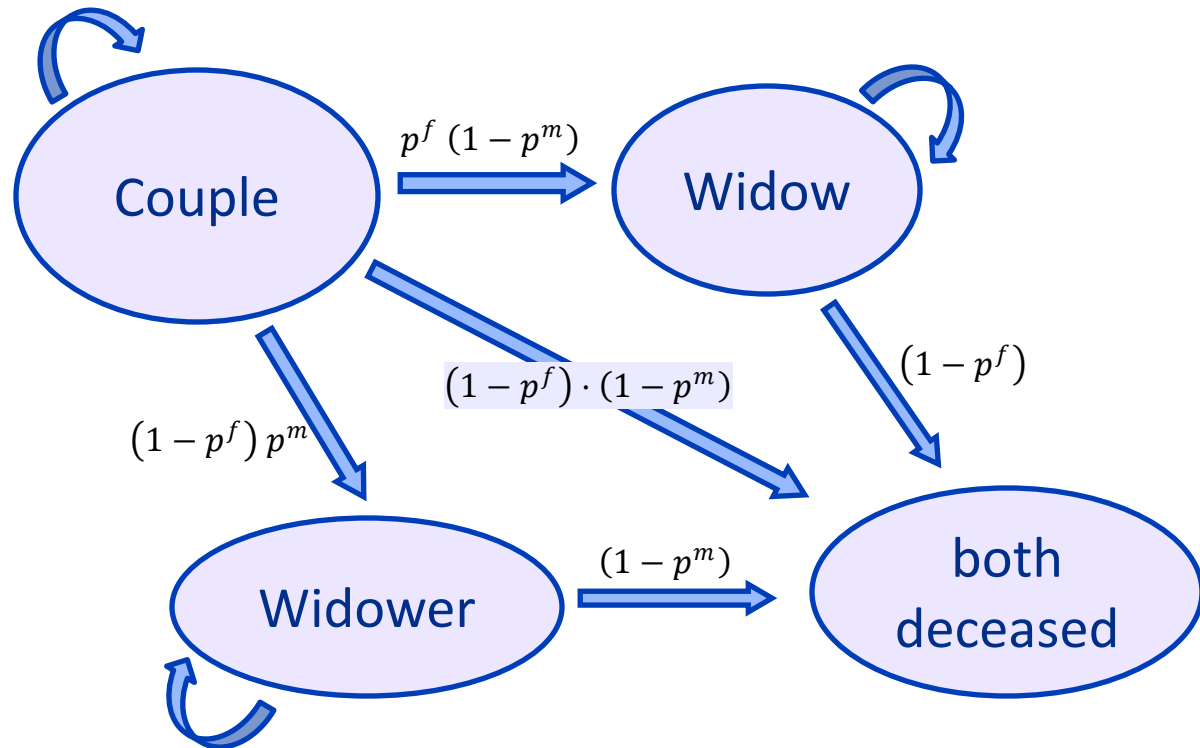 p^f (1 − p^m)
Couple
Widow
(1 − p^f) · (1 − p^m)
(1 − p^f)
(1 − p^f) p^m
(1 − p^m)
Widower
both
deceased